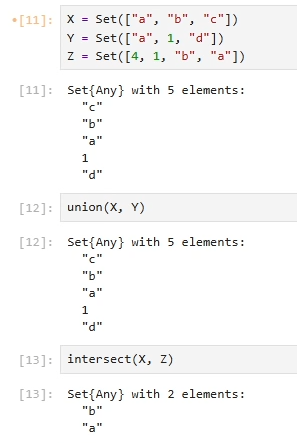 •[11]: X = Set(["a", "b", "c"])
Y = Set(["a", 1, "d"])
Z = Set([4, 1, "b", "a"])
[11]: Set{Any} with 5 elements:
"c"
"b"
"a"
1
"d"
[12]: union(X, Y)
[12]: Set{Any} with 5 elements:
"c"
"b"
"a"
1
"d"
[13]: intersect(X, Z)
[13]: Set{Any} with 2 elements:
"b"
"a"